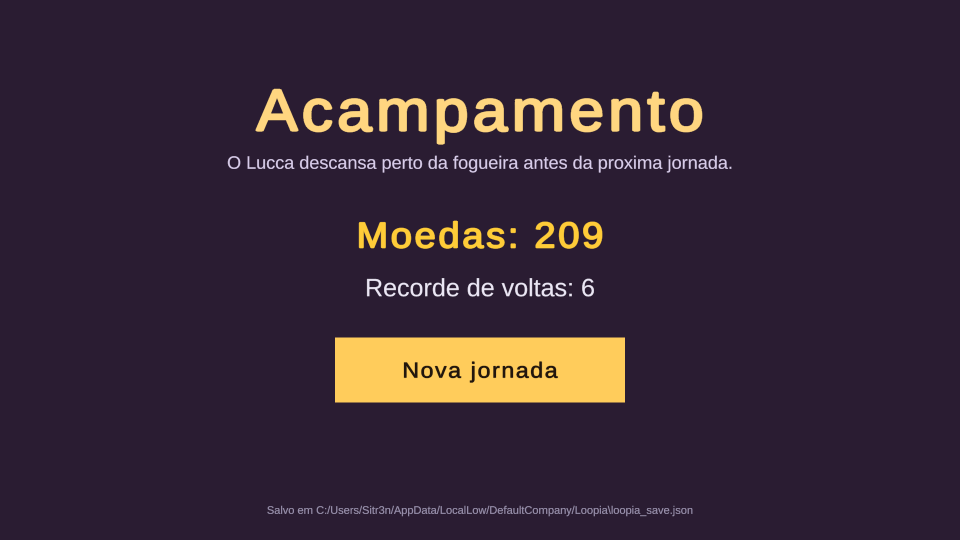 Acampamento
O Lucca descansa perto da fogueira antes da proxima jornada.
Moedas: 209
Recorde de voltas: 6
Nova jornada
Salvo em C:/Users/Sitr3n/AppData/LocalLow/DefaultCompany/Loopia\loopia_save.json